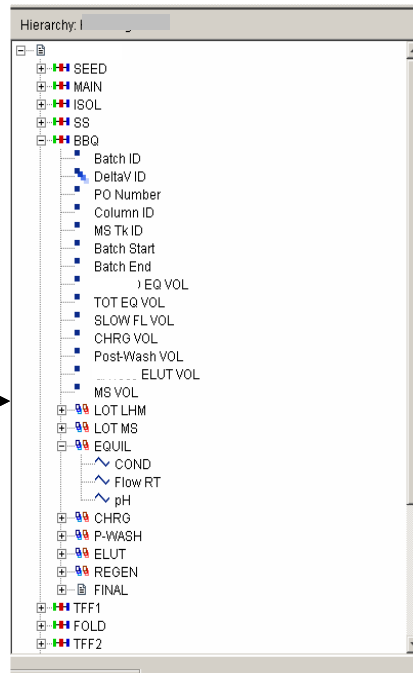 Hierarchy:
SEED
MAIN
ISOL
SS
BBQ
Batch ID
DeltaV ID
PO Number
Column ID
MS Tk ID
Batch Start
Batch End
EQ VOL
TOT EQ VOL
SLOW FL VOL
CHRG VOL
Post-Wash VOL
ELUT VOL
MS VOL
LOT LHM
LOT MS
EQUIL
COND
Flow RT
pH
CHRG
P-WASH
ELUT
REGEN
FINAL
TFF1
FOLD
TFF2